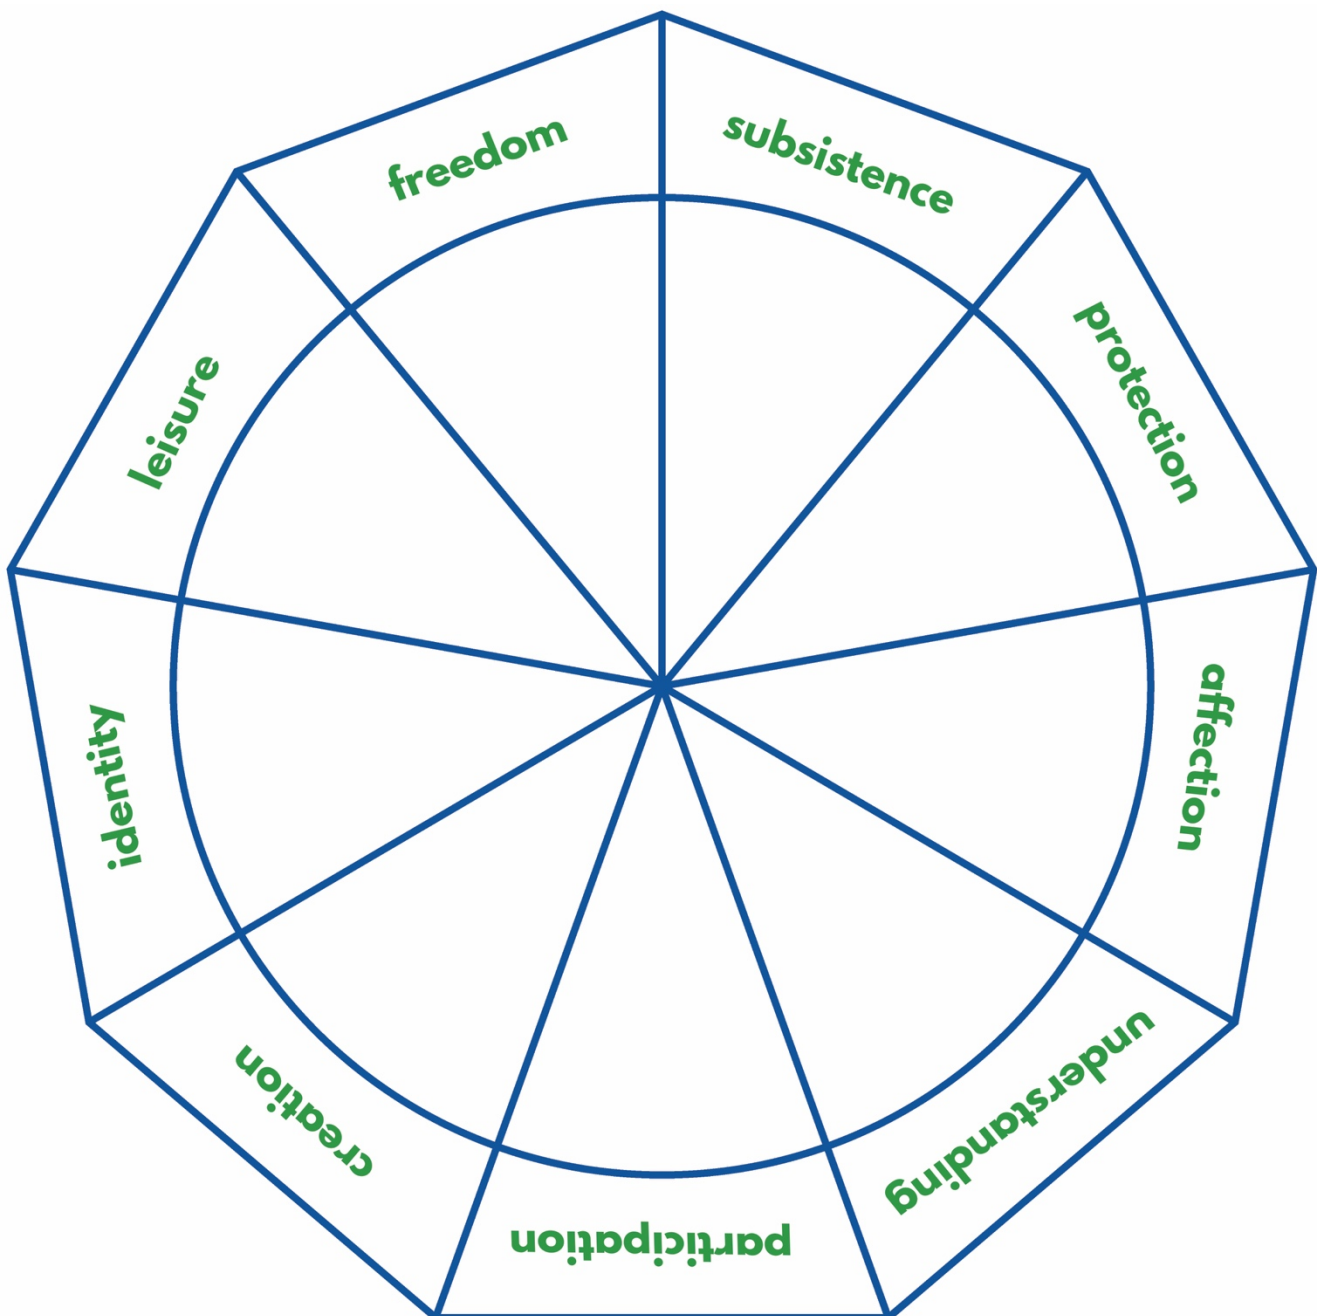 subsistence
protection
affection
understanding
participation
creation
identity
leisure
freedom